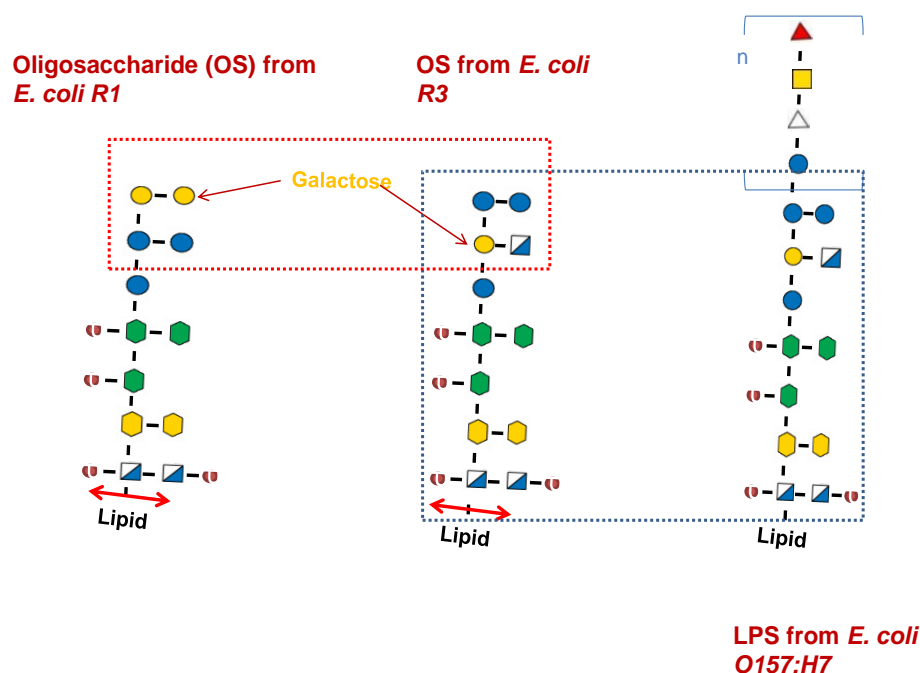 Oligosaccharide (OS) from
E. coli R1
OS from E. coli
R3
n
Galactose
Lipid
Lipid
Lipid
LPS from E. coli
O157:H7